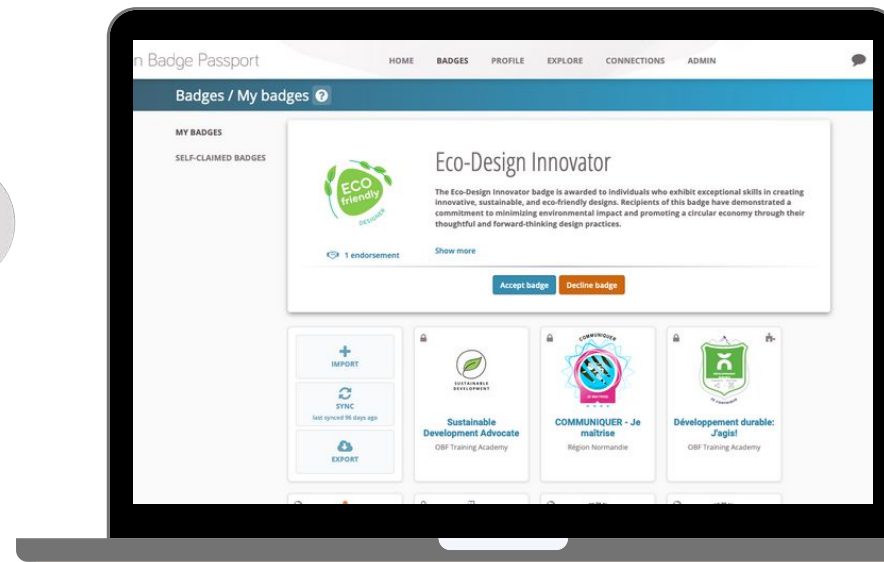 n Badge Passport
HOME BADGES PROFILE EXPLORE CONNECTIONS ADMIN
Badges / My badges ?
MY BADGES
SELF-CLAIMED BADGES
ECO
friendly
DESIGNER
1 endorsement
Eco-Design Innovator
The Eco-Design Innovator badge is awarded to individuals who exhibit exceptional skills in creating
innovative, sustainable, and eco-friendly designs. Recipients of this badge have demonstrated a
commitment to minimizing environmental impact and promoting a circular economy through their
thoughtful and forward-thinking design practices.
Show more
Accept badge Decline badge
IMPORT
SYNC
last synced 96 days ago
EXPORT
SUSTAINABLE
DEVELOPMENT
Sustainable
Development Advocate
OBF Training Academy
COMMUNIQUER
JE MAITRISE
COMMUNIQUER - Je
maîtrise
Région Normandie
Développement durable:
J'agis!
OBF Training Academy